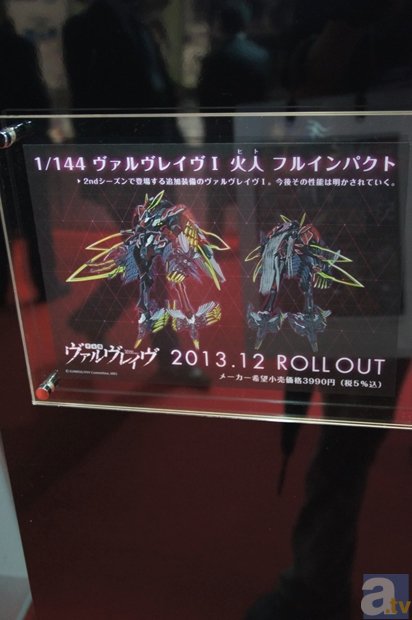 1/144 ヴァルヴレイヴⅠ 火人 フルインパクト
ヒト
▸2ndシーズンで登場する追加装備のヴァルヴレイヴⅠ。今後その性能は明かされていく。
ヴァルヴレイヴ 2013.12 ROLL OUT
メーカー希望小売価格3990円（税5%込）
a.tv